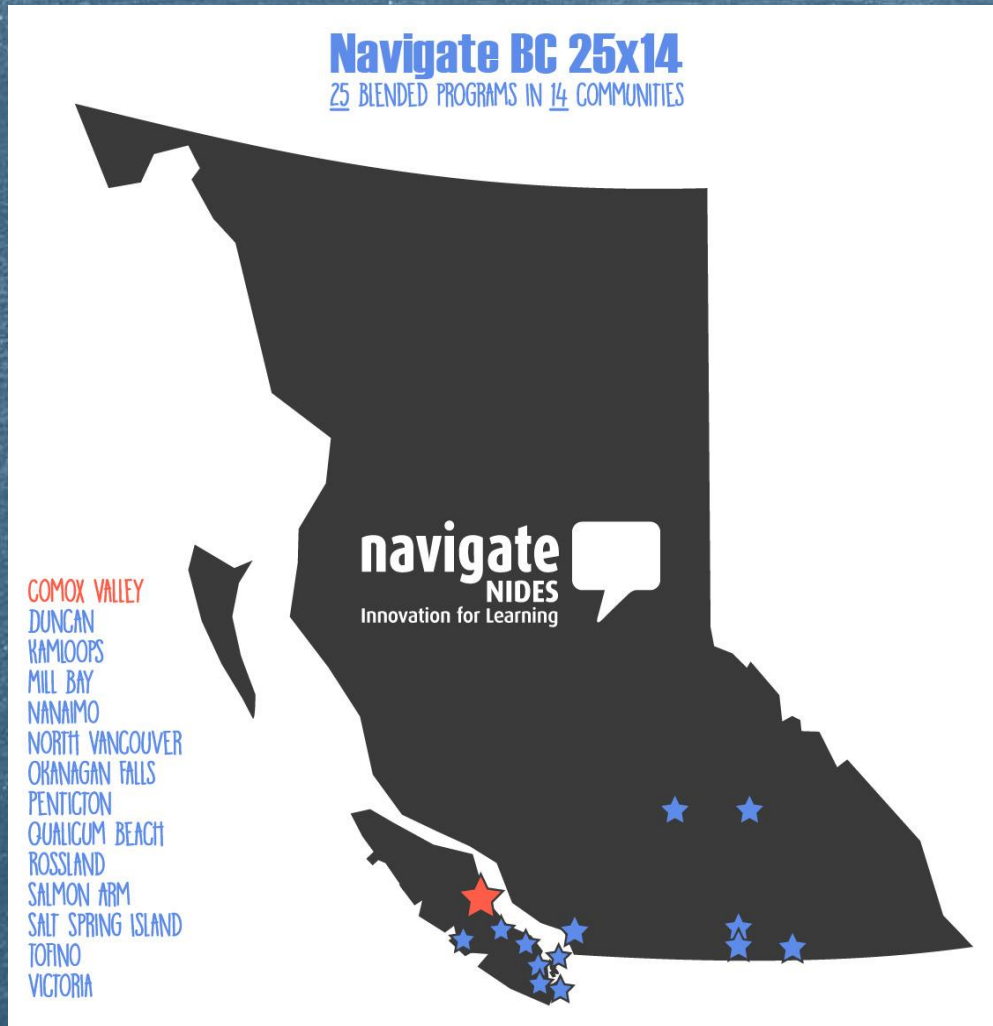 Navigate BC 25x14
25 BLENDED PROGRAMS IN 14 COMMUNITIES
navigate
NIDES
Innovation for Learning
COMOX VALLEY
DUNCAN
KAMLOOPS
MILL BAY
NANAIMO
NORTH VANCOUVER
OKANAGAN FALLS
PENTICTON
QUALICUM BEACH
ROSSLAND
SALMON ARM
SALT SPRING ISLAND
TOFINO
VICTORIA